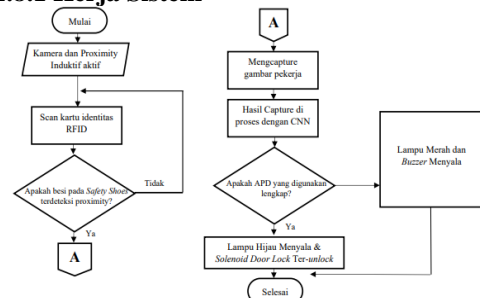 Kerja Sistem
Mulai
Kamera dan Proximity
Induktif aktif
Scan kartu identitas
RFID
Apakah besi pada Safety Shoes
terdeteksi proximity?
Tidak
Ya
A
A
Mengcapture
gambar pekerja
Hasil Capture di
proses dengan CNN
Apakah APD yang digunakan
lengkap?
Ya
Lampu Merah dan
Buzzer Menyala
Lampu Hijau Menyala &
Solenoid Door Lock Ter-unlock
Selesai